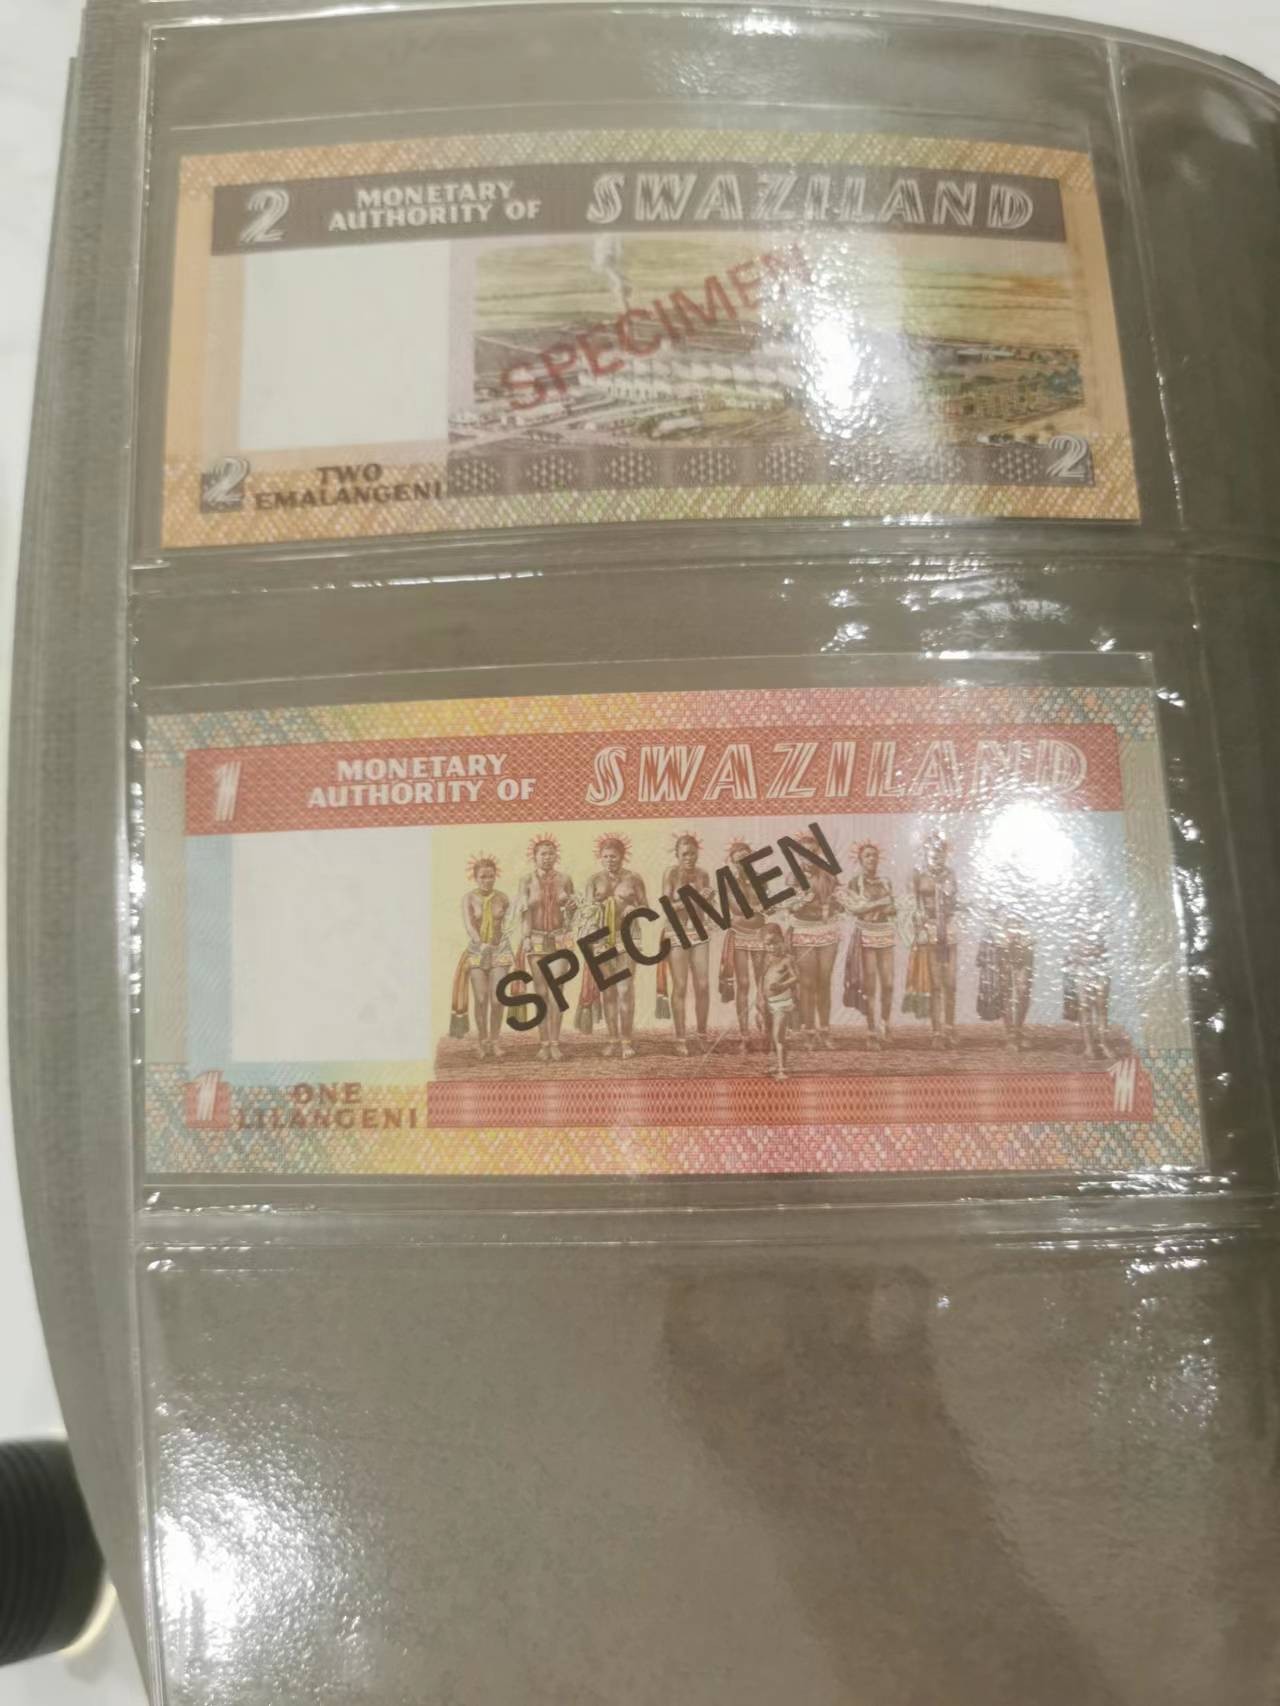 2
MONETARY
AUTHORITY OF
SWAZILAND
SPECIMEN
2
TWO
EMALANGENI
2
1
MONETARY
AUTHORITY OF
SWAZILAND
SPECIMEN
1
ONE
LILANGENI
1